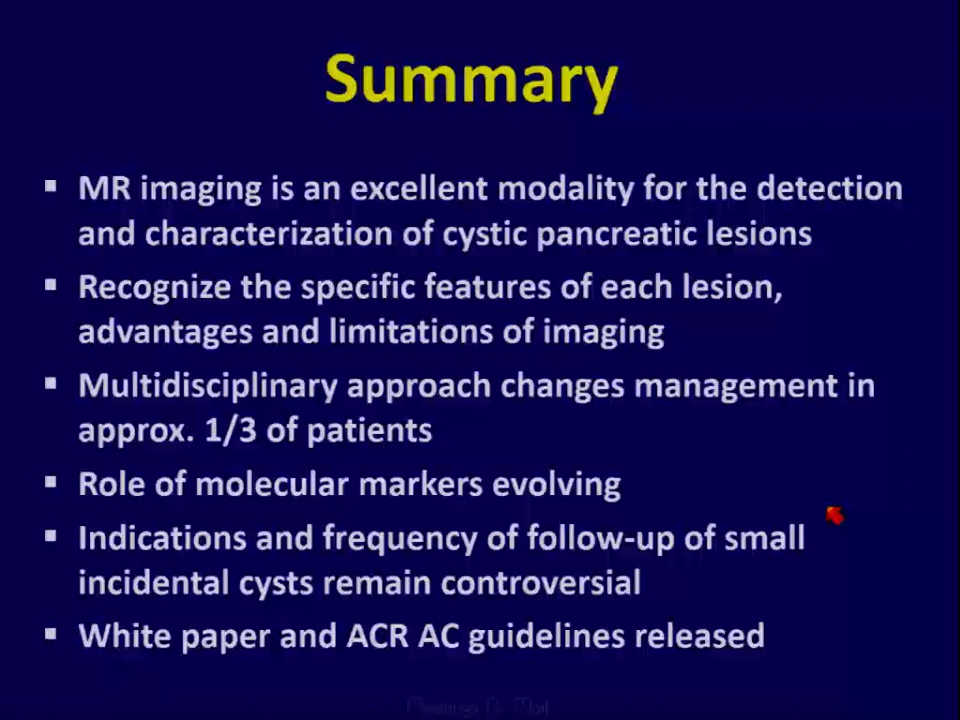 Summary
▪ MR imaging is an excellent modality for the detection
and characterization of cystic pancreatic lesions
▪ Recognize the specific features of each lesion,
advantages and limitations of imaging
▪ Multidisciplinary approach changes management in
approx. 1/3 of patients
▪ Role of molecular markers evolving
▪ Indications and frequency of follow-up of small
incidental cysts remain controversial
▪ White paper and ACR AC guidelines released